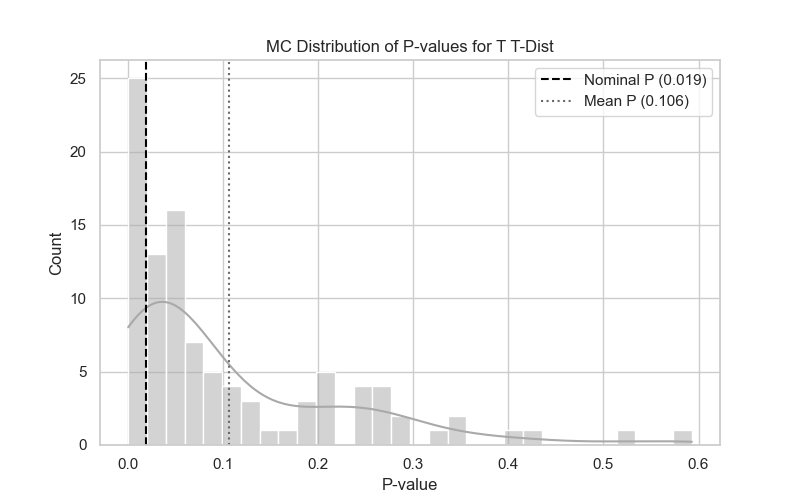 MC Distribution of P-values for T T-Dist
Nominal P (0.019)
Mean P (0.106)
Count
25
20
15
10
5
0
0.0 0.1 0.2 0.3 0.4 0.5 0.6
P-value